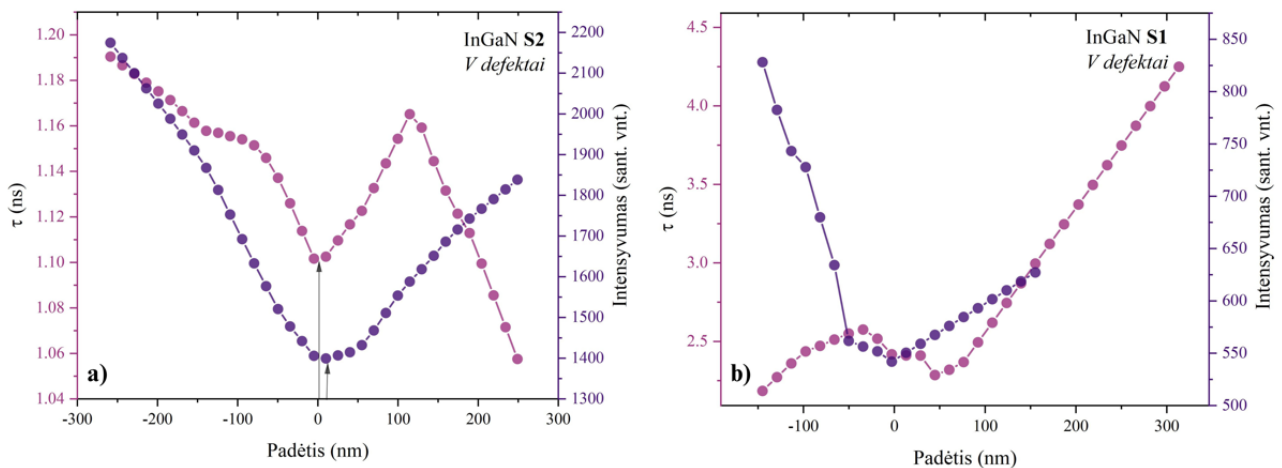 InGaN S2
V defektai
a)
τ (ns)
1.20
1.18
1.16
1.14
1.12
1.10
1.08
1.06
1.04
-300 -200 -100 0 100 200 300
Padėtis (nm)
2200
2100
2000
1900
1800
1700
1600
1500
1400
1300
Intensyvumas (sant. vnt.)
InGaN S1
V defektai
b)
τ (ns)
4.5
4.0
3.5
3.0
2.5
-100 0 100 200 300
Padėtis (nm)
850
800
750
700
650
600
550
500
Intensyvumas (sant. vnt.)